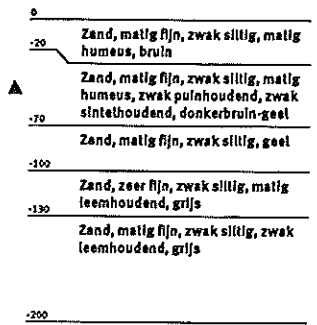 0
Zand, matig fijn, zwak siltig, matig
humeus, bruin
-20
Zand, matig fijn, zwak siltig, matig
humeus, zwak puinhoudend, zwak
sintelhoudend, donkerbruin-geel
-70
Zand, matig fijn, zwak siltig, geel
-100
Zand, zeer fijn, zwak siltig, matig
leemhoudend, grijs
-130
Zand, matig fijn, zwak siltig, zwak
leemhoudend, grijs
-200